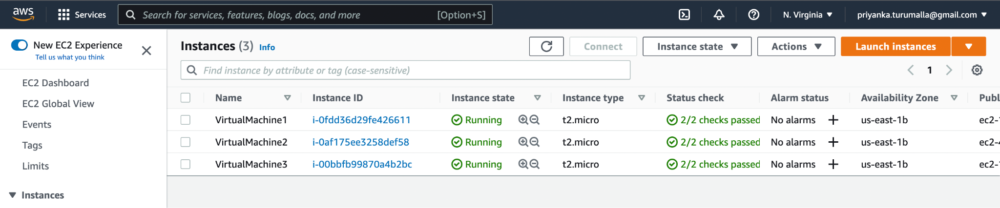 aws Services Search for services, features, blogs, docs, and more [Option+S] N. Virginia ▼ priyanka.turumalla@gmail.com ▼
New EC2 Experience
Tell us what you think
EC2 Dashboard
EC2 Global View
Events
Tags
Limits
▼ Instances
Instances (3) Info Connect Instance state ▼ Actions ▼ Launch instances ▼
Find instance by attribute or tag (case-sensitive) < 1 >
Name Instance ID Instance state Instance type Status check Alarm status Availability Zone Publ
VirtualMachine1 i-0fdd36d29fe426611 Running t2.micro 2/2 checks passed No alarms + us-east-1b ec2-1
VirtualMachine2 i-0af175ee3258def58 Running t2.micro 2/2 checks passed No alarms + us-east-1b ec2-4
VirtualMachine3 i-00bbfb99870a4b2bc Running t2.micro 2/2 checks passed No alarms + us-east-1b ec2-1